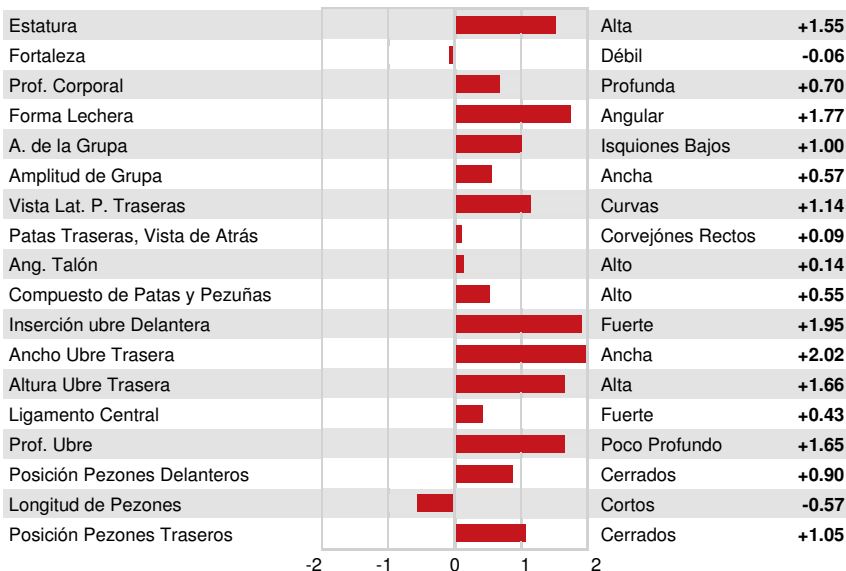 Estatura Alta +1.55
Fortaleza Débil -0.06
Prof. Corporal Profunda +0.70
Forma Lechera Angular +1.77
A. de la Grupa Isquiones Bajos +1.00
Amplitud de Grupa Ancha +0.57
Vista Lat. P. Traseras Curvas +1.14
Patas Traseras, Vista de Atrás Corvejónes Rectos +0.09
Ang. Talón Alto +0.14
Compuesto de Patas y Pezuñas Alto +0.55
Inserción ubre Delantera Fuerte +1.95
Ancho Ubre Trasera Ancha +2.02
Altura Ubre Trasera Alta +1.66
Ligamento Central Fuerte +0.43
Prof. Ubre Poco Profundo +1.65
Posición Pezones Delanteros Cerrados +0.90
Longitud de Pezones Cortos -0.57
Posición Pezones Traseros Cerrados +1.05
-2 -1 0 1 2